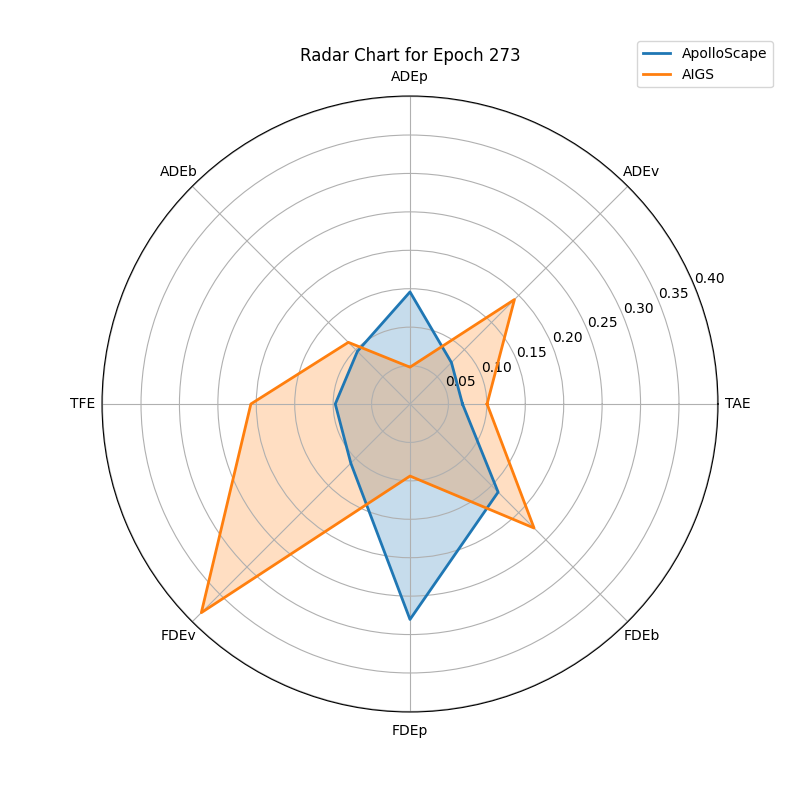 Radar Chart for Epoch 273
ApolloScape
AIGS
ADEp
ADEb
ADEv
0.40
0.35
0.30
0.25
0.20
0.15
0.10
0.05
TFE
TAE
FDEv
FDEb
FDEp